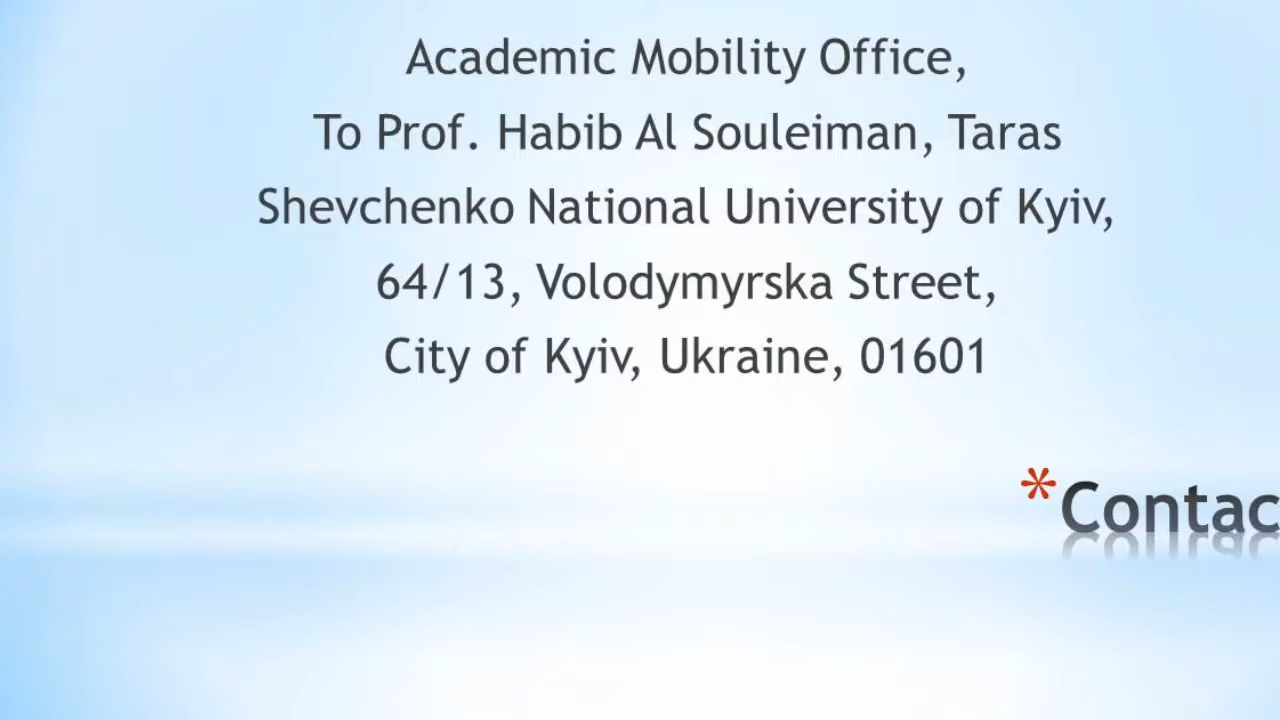 Academic Mobility Office,
To Prof. Habib Al Souleiman, Taras
Shevchenko National University of Kyiv,
64/13, Volodymyrska Street,
City of Kyiv, Ukraine, 01601
*Contac